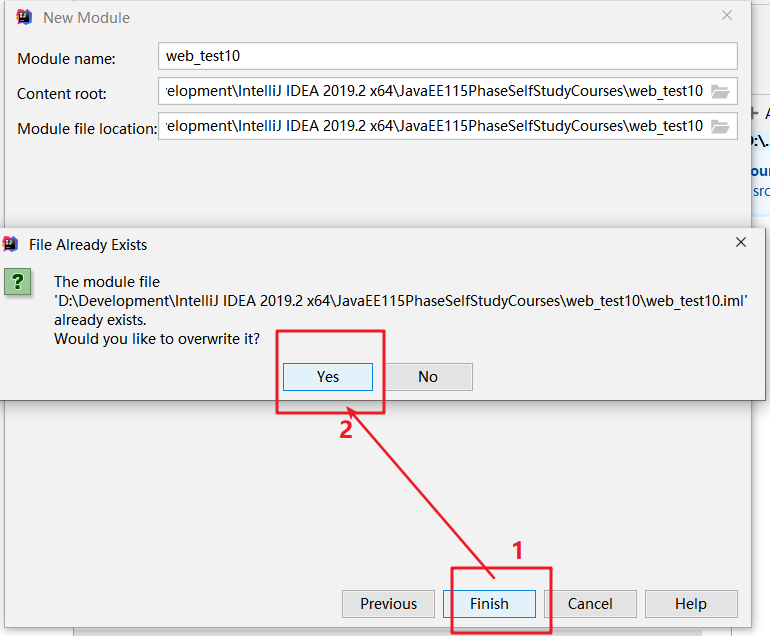 New Module
Module name:
web_test10
Content root:
elopment\IntelliJ IDEA 2019.2 x64\JavaEE115PhaseSelfStudyCourses\web_test10
Module file location:
elopment\IntelliJ IDEA 2019.2 x64\JavaEE115PhaseSelfStudyCourses\web_test10
File Already Exists
?
The module file
'D:\Development\IntelliJ IDEA 2019.2 x64\JavaEE115PhaseSelfStudyCourses\web_test10\web_test10.iml'
already exists.
Would you like to overwrite it?
Yes
No
2
1
Previous
Finish
Cancel
Help